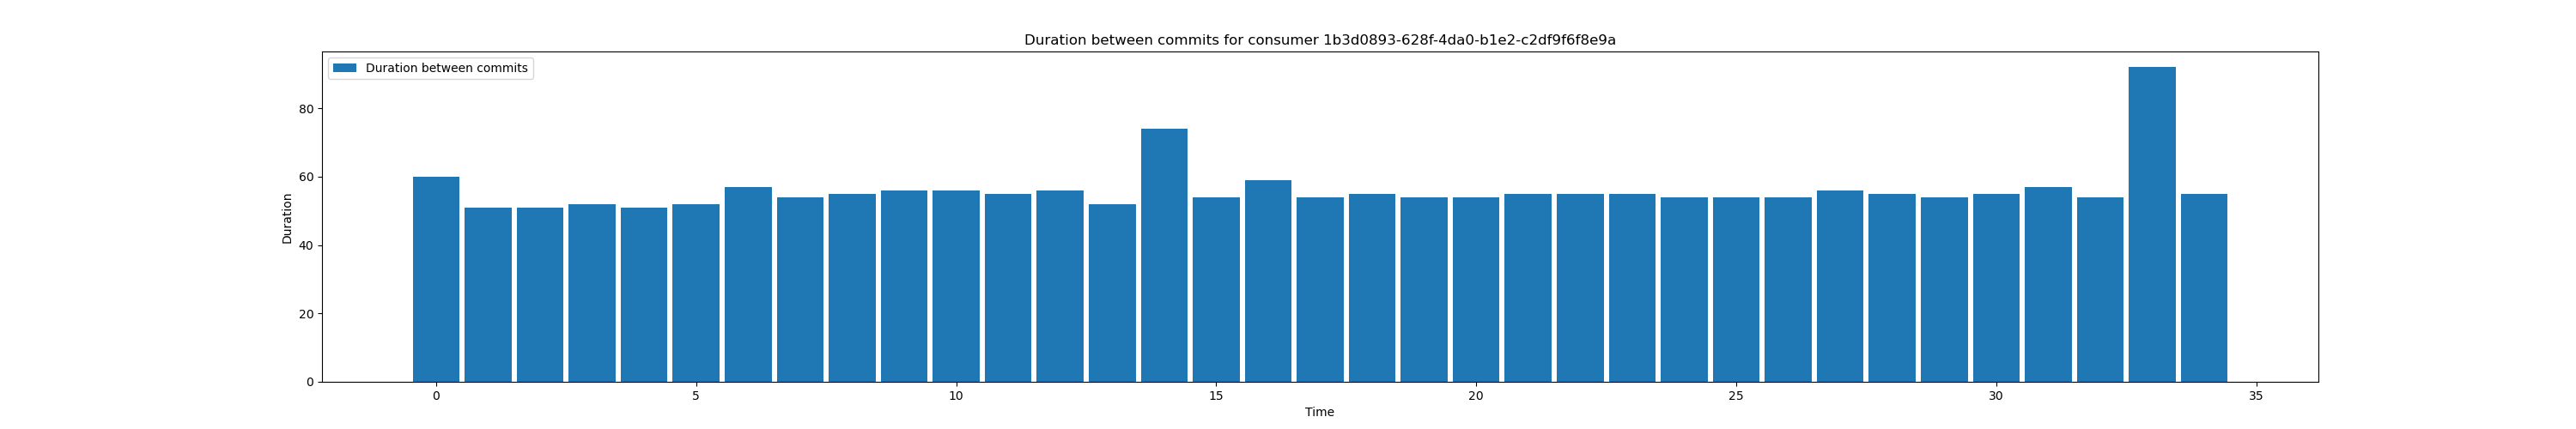 Duration between commits for consumer 1b3d0893-628f-4da0-b1e2-c2df9f6f8e9a
Duration between commits
80
60
40
20
0
Duration
0 5 10 15 20 25 30 35
Time